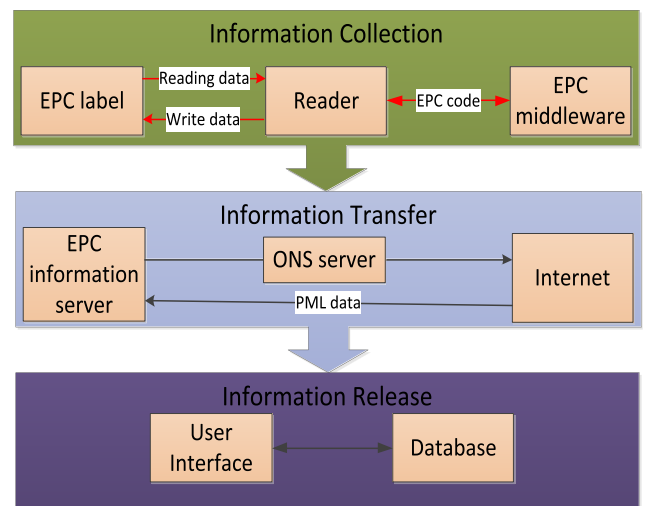 Information Collection
EPC label
Reading data
Write data
Reader
EPC code
EPC
middleware
Information Transfer
EPC
information
server
ONS server
PML data
Internet
Information Release
User
Interface
Database